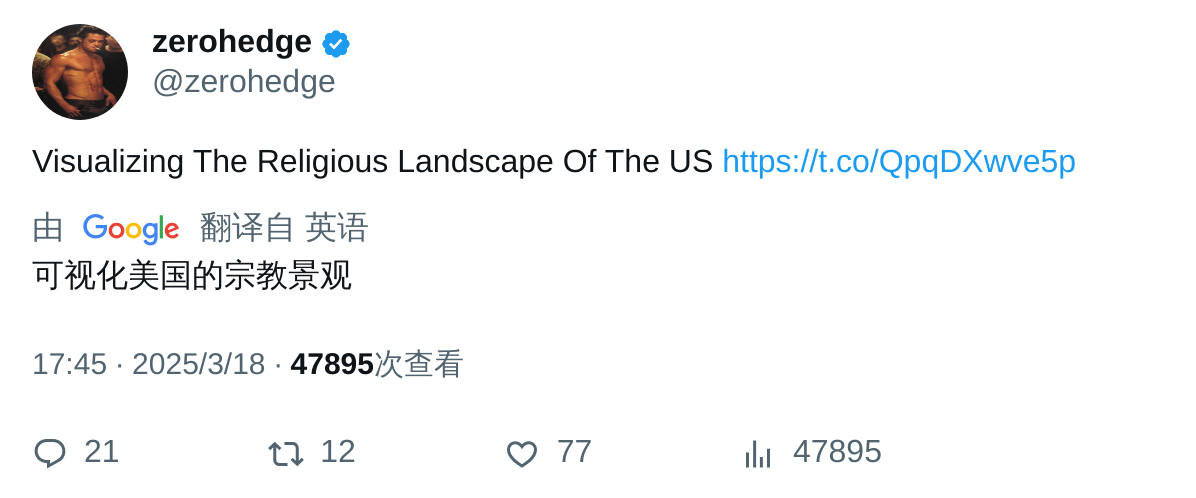 zerohedge
@zerohedge
Visualizing The Religious Landscape Of The US https://t.co/QpqDXwve5p
由 Google 翻译自 英语
可视化美国的宗教景观
17:45 · 2025/3/18 · 47895次查看
21 12 77 47895